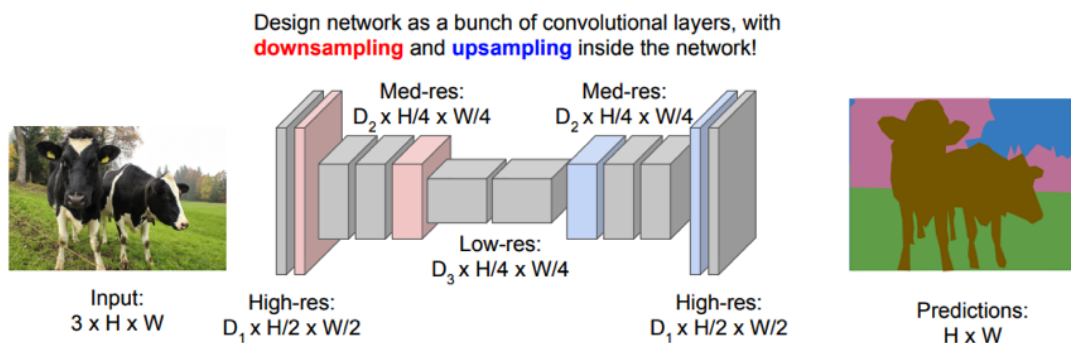 Design network as a bunch of convolutional layers, with
downsampling and upsampling inside the network!
Med-res:
D₂ x H/4 x W/4
Med-res:
D₂ x H/4 x W/4
Low-res:
D₃ x H/4 x W/4
Input:
3 x H x W
High-res:
D₁ x H/2 x W/2
High-res:
D₁ x H/2 x W/2
Predictions:
H x W